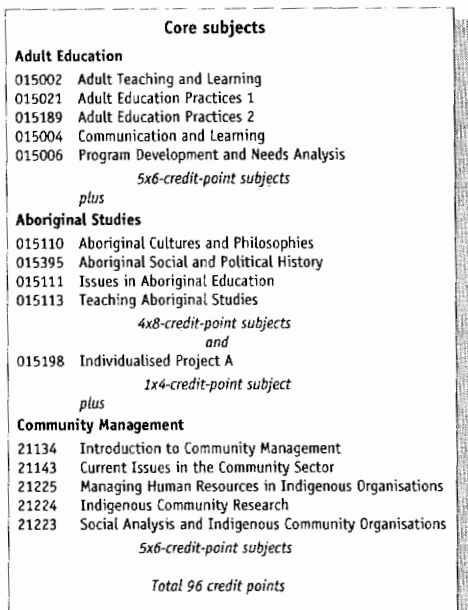 Core subjects
Adult Education
015002 Adult Teaching and Learning
015021 Adult Education Practices 1
015189 Adult Education Practices 2
015004 Communication and Learning
015006 Program Development and Needs Analysis
5x6-credit-point subjects
plus
Aboriginal Studies
015110 Aboriginal Cultures and Philosophies
015395 Aboriginal Social and Political History
015111 Issues in Aboriginal Education
015113 Teaching Aboriginal Studies
4x8-credit-point subjects
and
015198 Individualised Project A
1x4-credit-point subject
plus
Community Management
21134 Introduction to Community Management
21143 Current Issues in the Community Sector
21225 Managing Human Resources in Indigenous Organisations
21224 Indigenous Community Research
21223 Social Analysis and Indigenous Community Organisations
5x6-credit-point subjects
Total 96 credit points